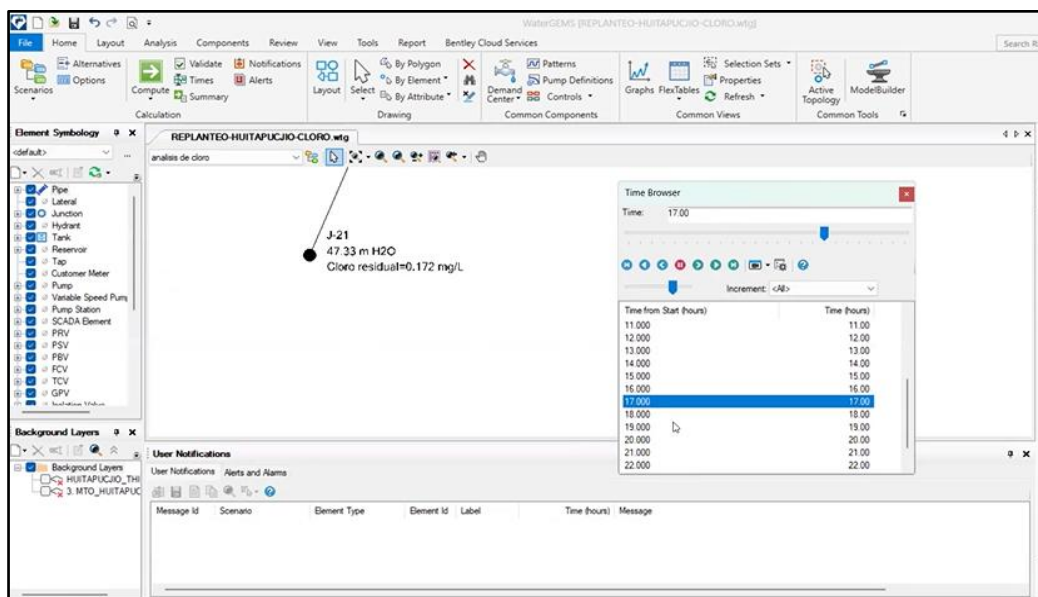 WaterGEMS [REPLANTEO-HUITAPUCJIO-CLORO.wtg]
File Home Layout Analysis Components Review View Tools Report Bentley Cloud Services Search R
Scenarios
Alternatives
Options
Compute
Validate
Times
Summary
Notifications
Alerts
Calculation
Layout
Select
By Polygon
By Element
By Attribute
Drawing
Demand Center
Patterns
Pump Definitions
Controls
Common Components
Graphs
FlexTables
Selection Sets
Properties
Refresh
Common Views
Active Topology
ModelBuilder
Common Tools
Element Symbology
<default>
Pipe
Lateral
Junction
Hydrant
Tank
Reservoir
Tap
Customer Meter
Pump
Variable Speed Pump
Pump Station
SCADA Element
PRV
PSV
PBV
FCV
TCV
GPV
Isolation Valve
REPLANTEO-HUITAPUCJIO-CLORO.wtg
analisis de cloro
J-21
47.33 m H2O
Cloro residual=0.172 mg/L
Time Browser
Time: 17.00
Increment: <All>
Time from Start (hours) Time (hours)
11.000 11.00
12.000 12.00
13.000 13.00
14.000 14.00
15.000 15.00
16.000 16.00
17.000 17.00
18.000 18.00
19.000 19.00
20.000 20.00
21.000 21.00
22.000 22.00
Background Layers
Background Layers
HUITAPUCJIO_THI
3. MTO_HUITAPUC
User Notifications
User Notifications Alerts and Alarms
Message Id Scenario Element Type Element Id Label Time (hours) Message